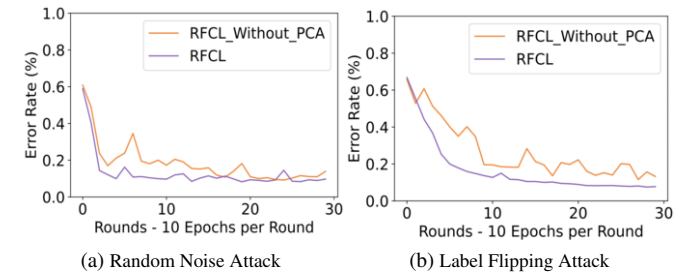 1.0
0.8
0.6
0.4
0.2
0.0
Error Rate (%)
RFCL_Without_PCA
RFCL
0 10 20 30
Rounds - 10 Epochs per Round
(a) Random Noise Attack
1.0
0.8
0.6
0.4
0.2
0.0
Error Rate (%)
RFCL_Without_PCA
RFCL
0 10 20 30
Rounds - 10 Epochs per Round
(b) Label Flipping Attack